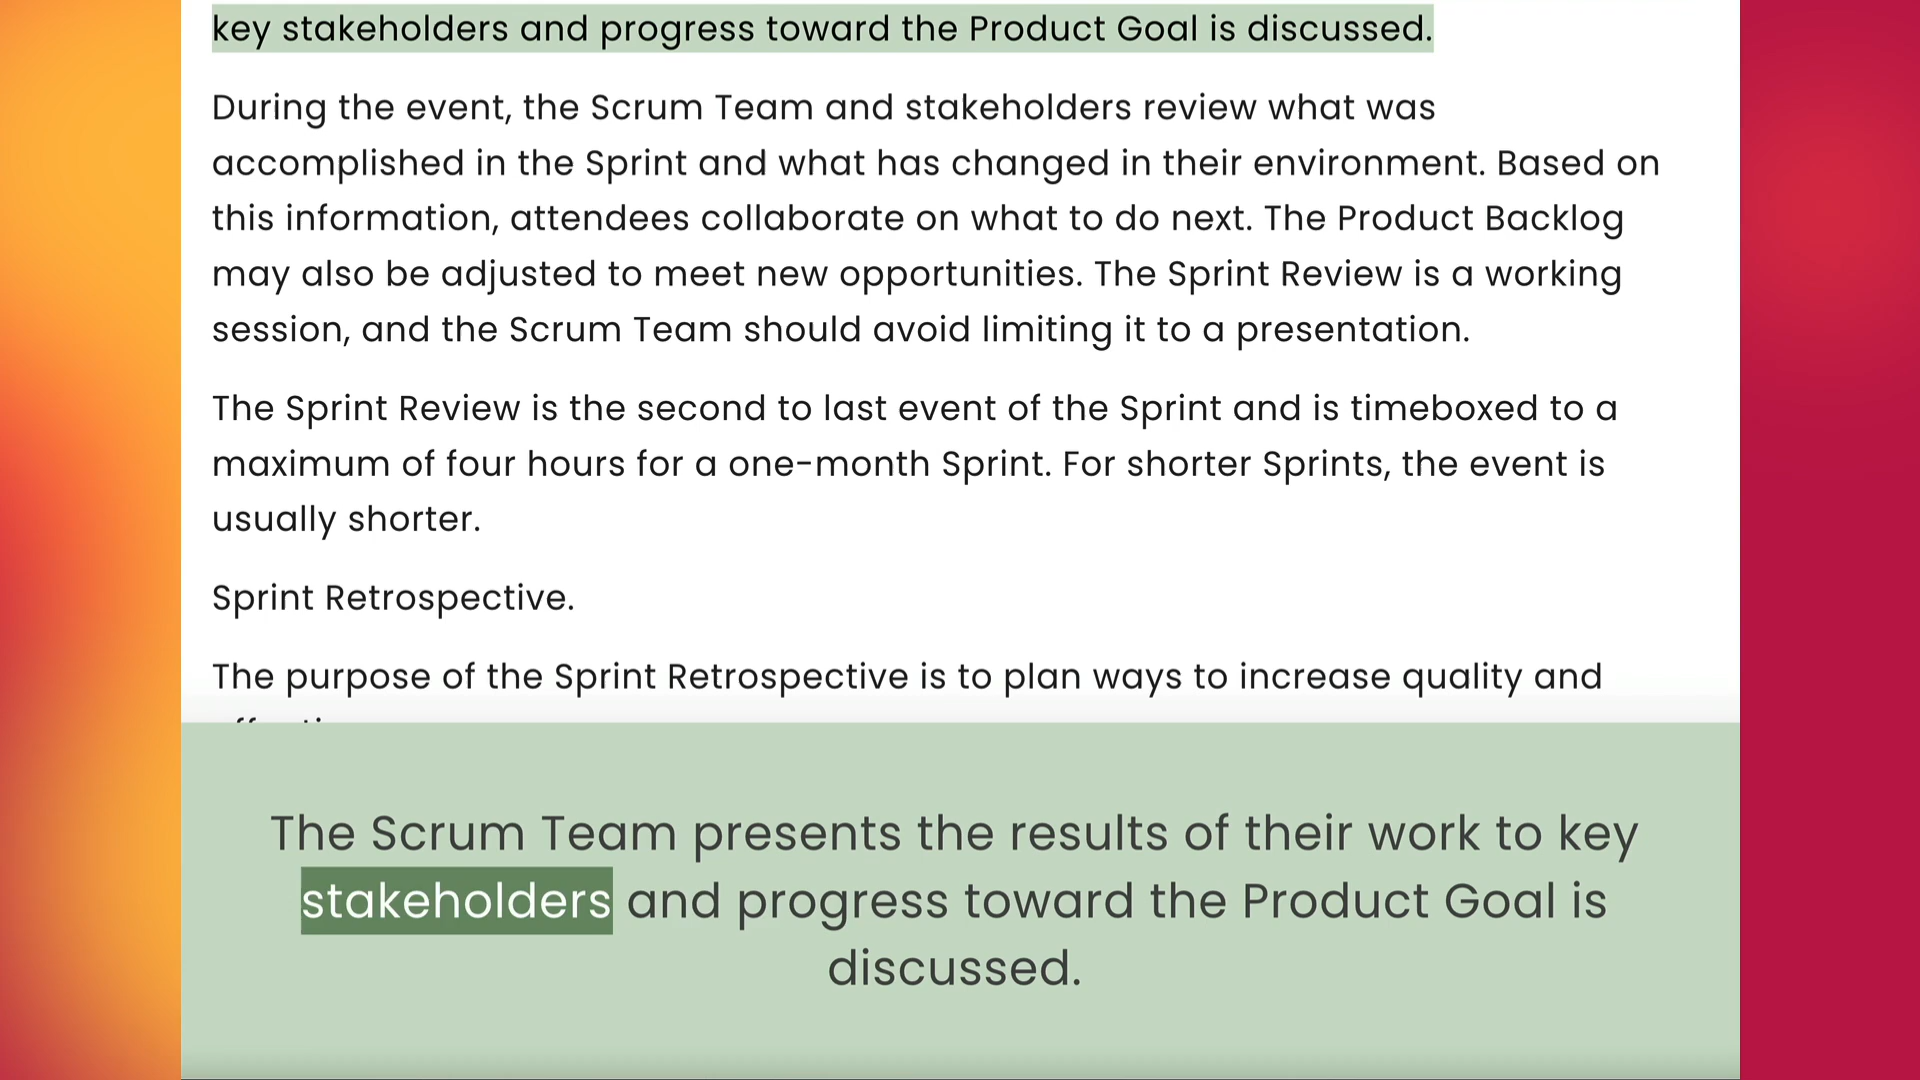 key stakeholders and progress toward the Product Goal is discussed.
During the event, the Scrum Team and stakeholders review what was
accomplished in the Sprint and what has changed in their environment. Based on
this information, attendees collaborate on what to do next. The Product Backlog
may also be adjusted to meet new opportunities. The Sprint Review is a working
session, and the Scrum Team should avoid limiting it to a presentation.
The Sprint Review is the second to last event of the Sprint and is timeboxed to a
maximum of four hours for a one-month Sprint. For shorter Sprints, the event is
usually shorter.
Sprint Retrospective.
The purpose of the Sprint Retrospective is to plan ways to increase quality and
The Scrum Team presents the results of their work to key
stakeholders and progress toward the Product Goal is
discussed.